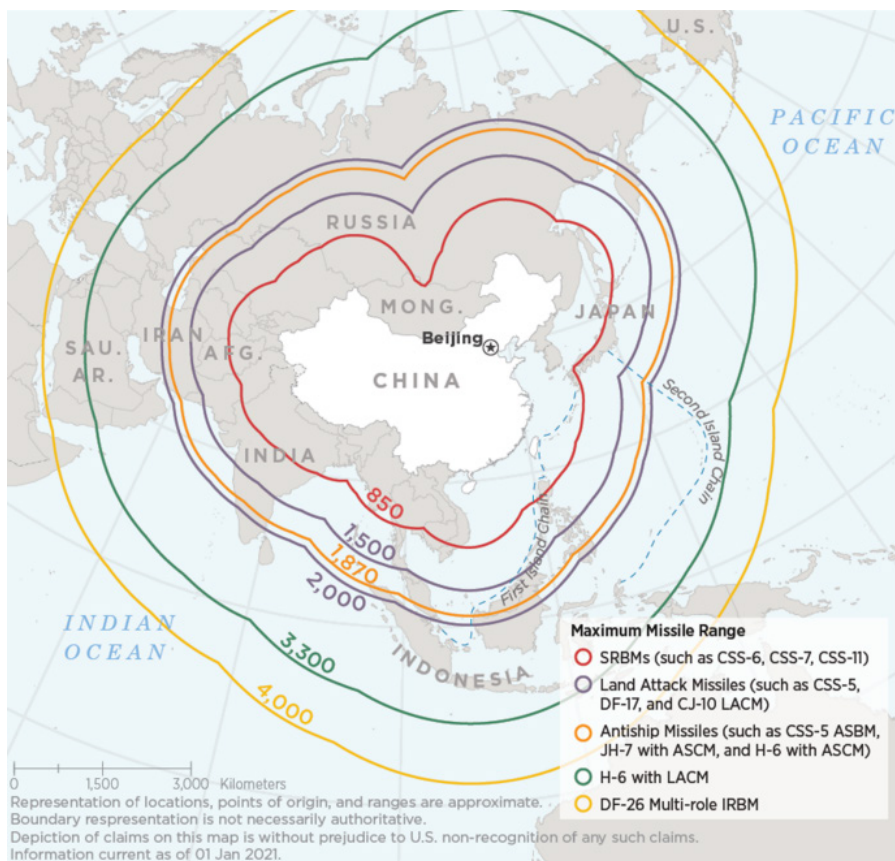 U.S.
PACIFIC
OCEAN
RUSSIA
MONG.
JAPAN
Beijing
IRAN
AFG.
SAU.
AR.
CHINA
Second Island Chain
INDIA
850
First Island Chain
1,500
1,870
2,000
INDIAN
OCEAN
3,300
INDONESIA
4,000
Maximum Missile Range
SRBMs (such as CSS-6, CSS-7, CSS-11)
Land Attack Missiles (such as CSS-5,
DF-17, and CJ-10 LACM)
Antiship Missiles (such as CSS-5 ASBM,
JH-7 with ASCM, and H-6 with ASCM)
H-6 with LACM
DF-26 Multi-role IRBM
0 1,500 3,000 Kilometers
Representation of locations, points of origin, and ranges are approximate.
Boundary respresentation is not necessarily authoritative.
Depiction of claims on this map is without prejudice to U.S. non-recognition of any such claims.
Information current as of 01 Jan 2021.